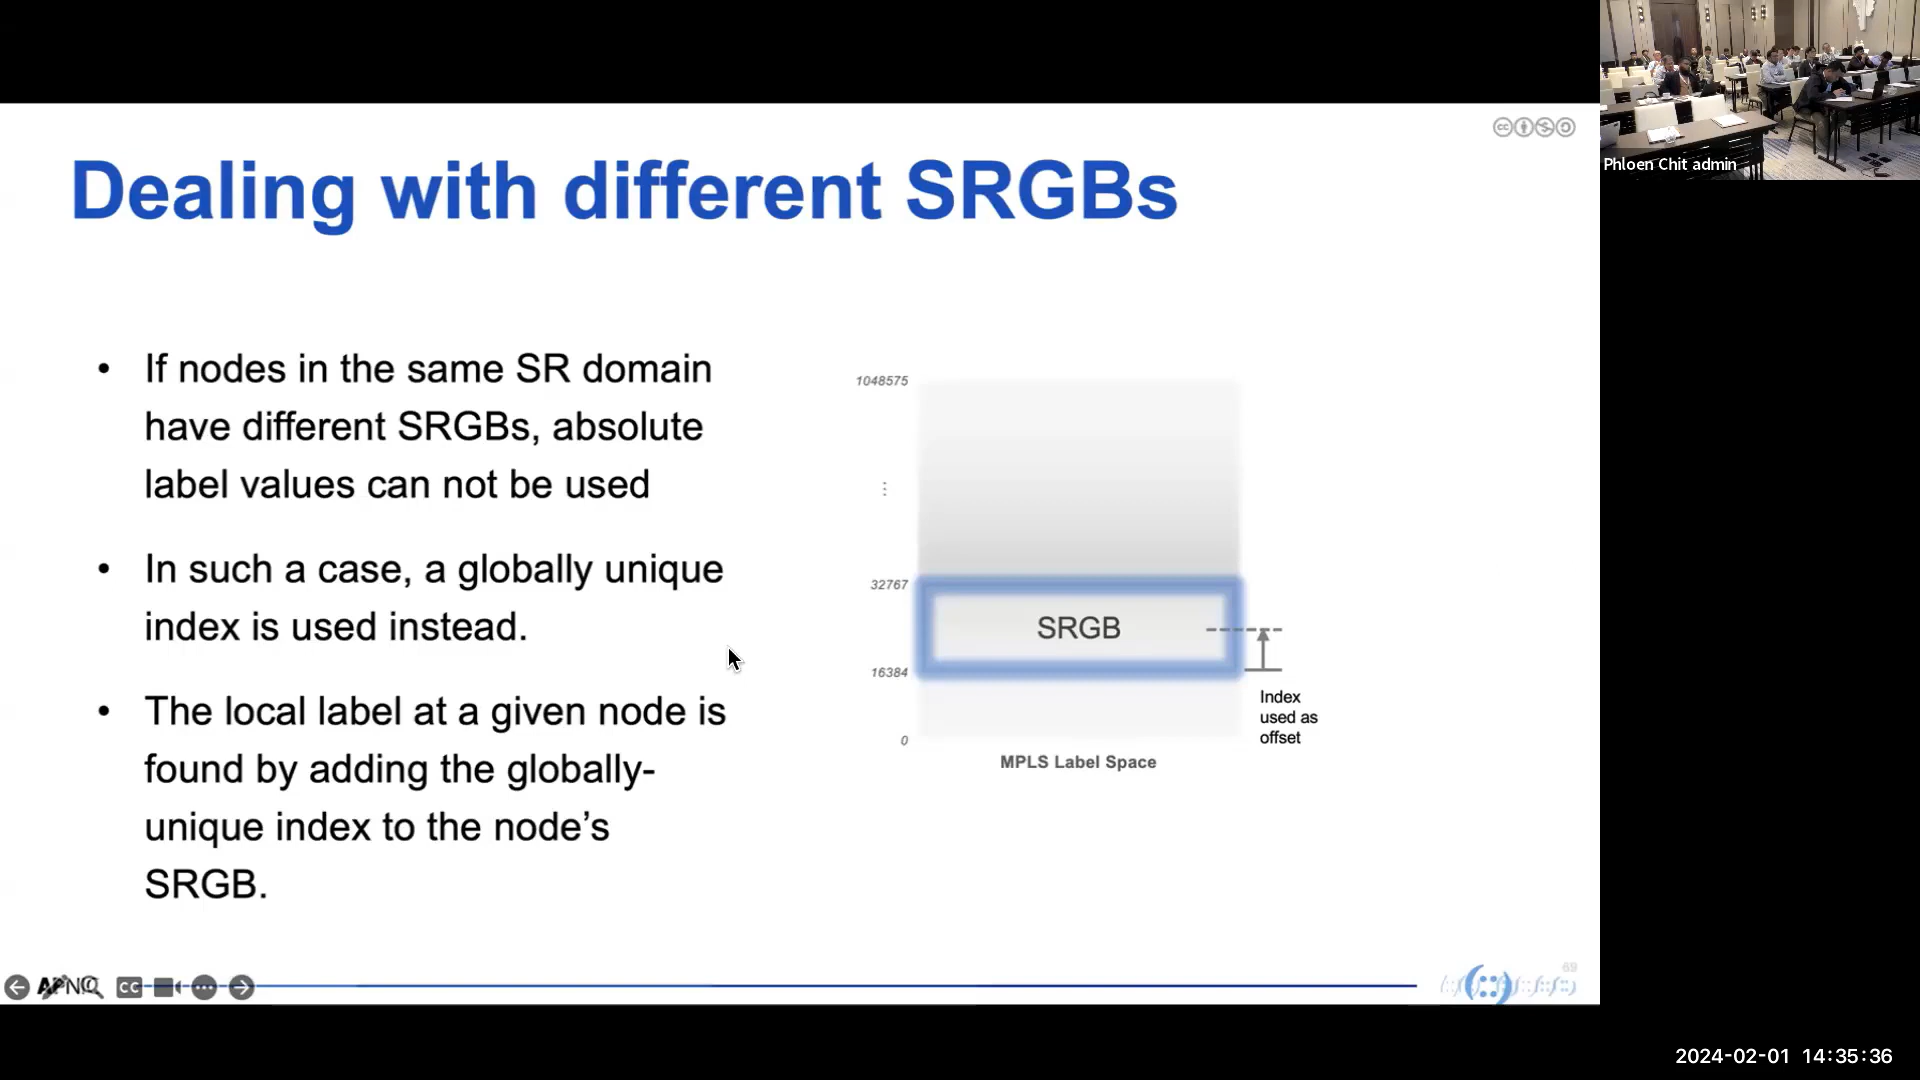 Phloen Chit admin
Dealing with different SRGBs
• If nodes in the same SR domain
have different SRGBs, absolute
label values can not be used
• In such a case, a globally unique
index is used instead.
• The local label at a given node is
found by adding the globally-
unique index to the node’s
SRGB.
1048575
⋮
32767
SRGB
16384
Index
used as
offset
0
MPLS Label Space
APNIC
CC
69
2024-02-01 14:35:36